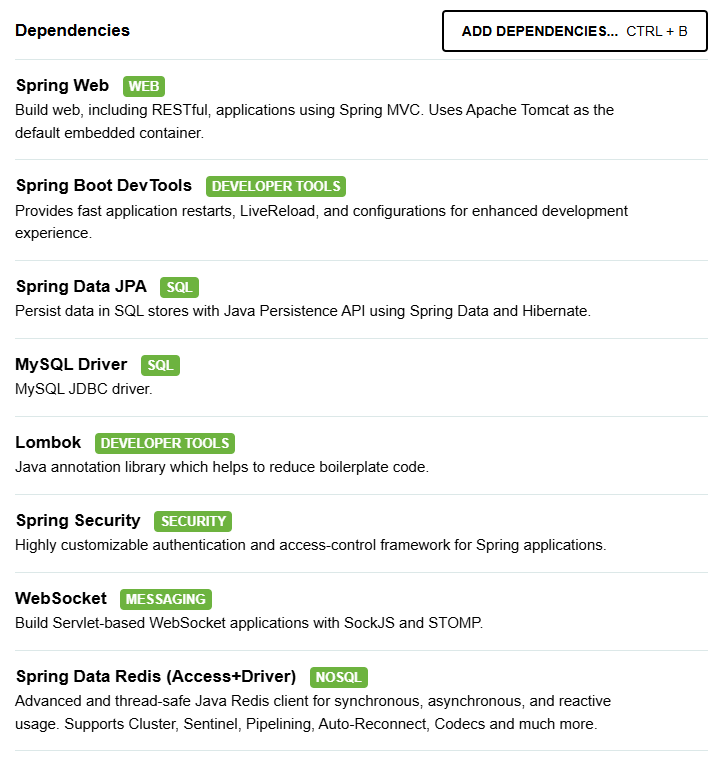 Dependencies
ADD DEPENDENCIES... CTRL + B
Spring Web WEB
Build web, including RESTful, applications using Spring MVC. Uses Apache Tomcat as the
default embedded container.
Spring Boot DevTools DEVELOPER TOOLS
Provides fast application restarts, LiveReload, and configurations for enhanced development
experience.
Spring Data JPA SQL
Persist data in SQL stores with Java Persistence API using Spring Data and Hibernate.
MySQL Driver SQL
MySQL JDBC driver.
Lombok DEVELOPER TOOLS
Java annotation library which helps to reduce boilerplate code.
Spring Security SECURITY
Highly customizable authentication and access-control framework for Spring applications.
WebSocket MESSAGING
Build Servlet-based WebSocket applications with SockJS and STOMP.
Spring Data Redis (Access+Driver) NOSQL
Advanced and thread-safe Java Redis client for synchronous, asynchronous, and reactive
usage. Supports Cluster, Sentinel, Pipelining, Auto-Reconnect, Codecs and much more.